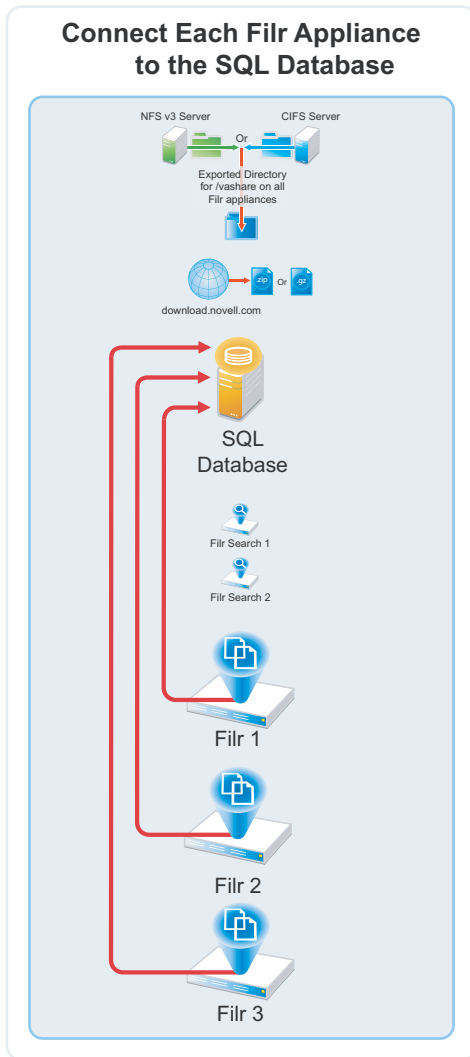 Connect Each Filr Appliance
to the SQL Database
NFS v3 Server
Or
CIFS Server
Exported Directory
for /vashare on all
Filr appliances
.zip
Or
.gz
download.novell.com
SQL
Database
Filr Search 1
Filr Search 2
Filr 1
Filr 2
Filr 3